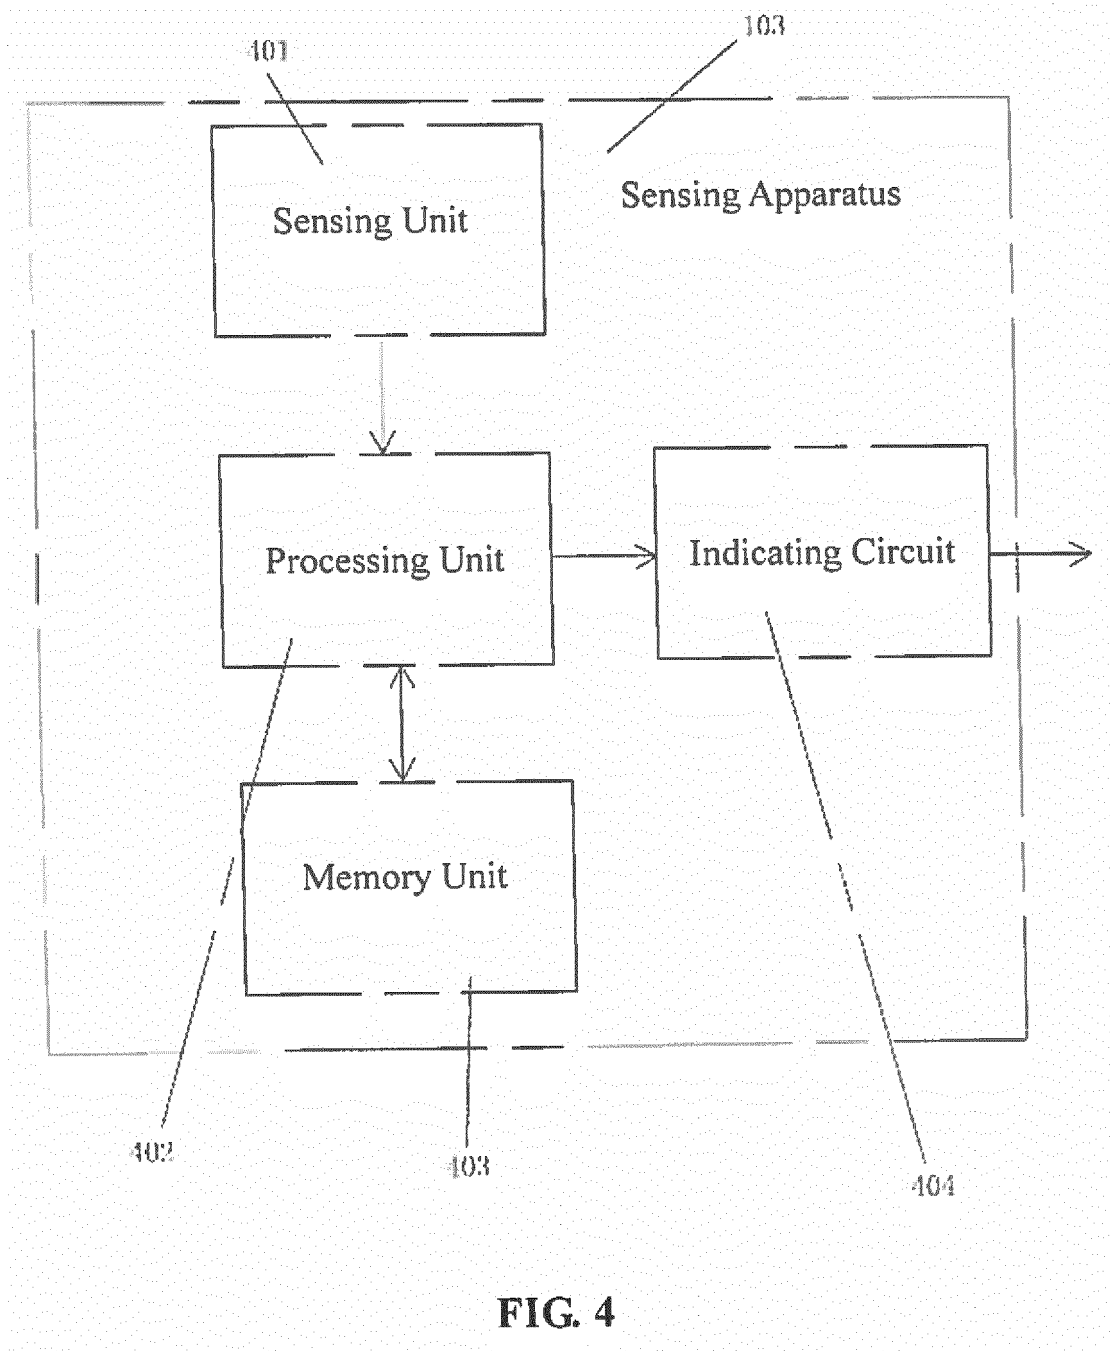 401
103
Sensing Unit
Sensing Apparatus
Processing Unit
Indicating Circuit
Memory Unit
402
403
404
FIG. 4